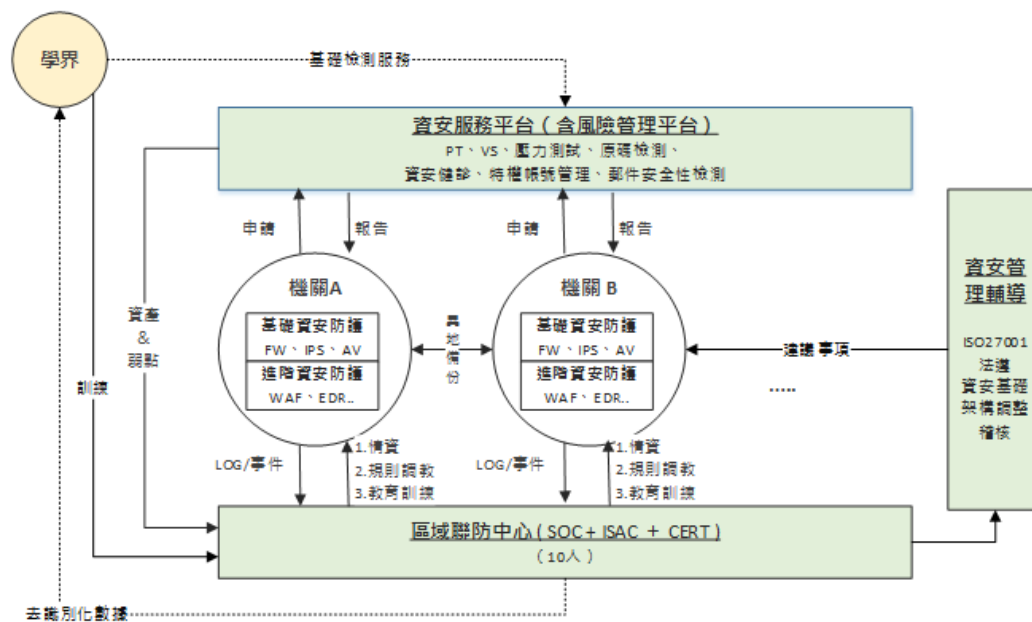 學界
基礎檢測服務
資安服務平台（含風險管理平台）
PT、VS、壓力測試、原碼檢測、
資安健診、特權帳號管理、郵件安全性檢測
申請
報告
申請
報告
機關A
基礎資安防護
FW、IPS、AV
進階資安防護
WAF、EDR..
異地備份
機關 B
基礎資安防護
FW、IPS、AV
進階資安防護
WAF、EDR..
資產
&
弱點
訓練
建議事項
.....
資安管
理輔導
ISO27001
法遵
資安基礎
架構調整
稽核
LOG/事件
1.情資
2.規則調教
3.教育訓練
LOG/事件
1.情資
2.規則調教
3.教育訓練
區域聯防中心( SOC+ ISAC + CERT )
（10人）
去識別化數據